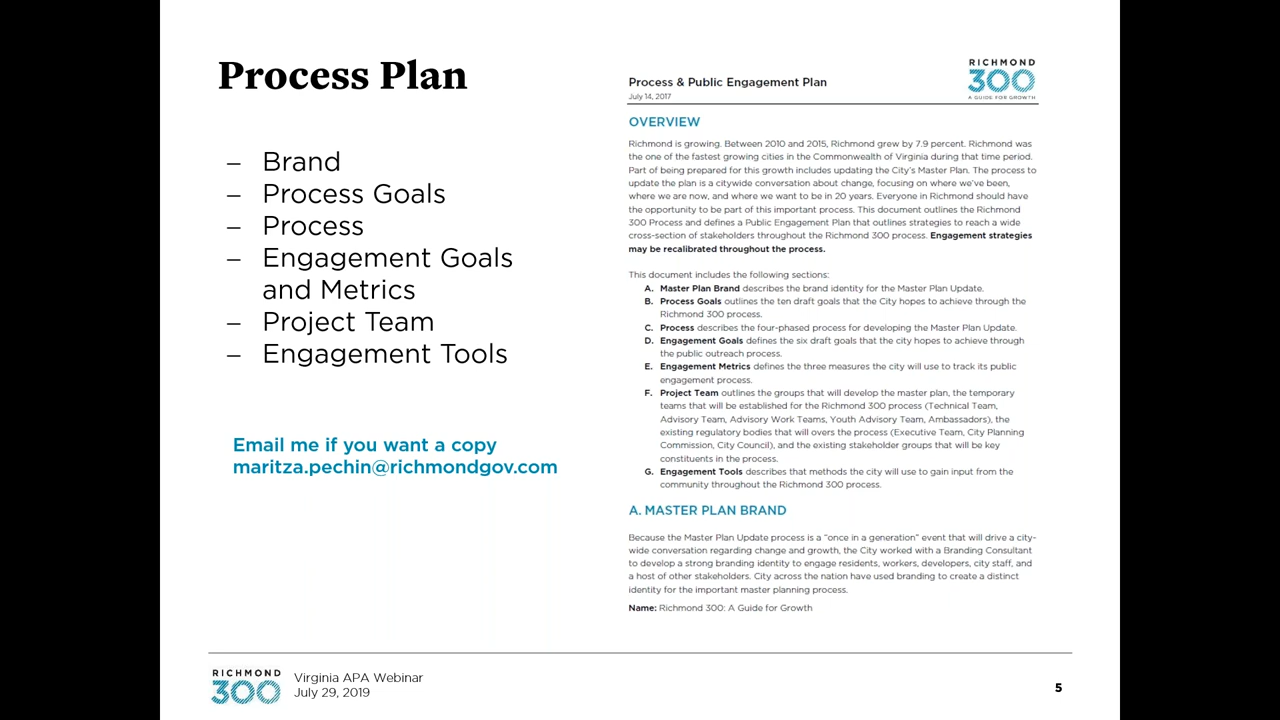 Process Plan
– Brand
– Process Goals
– Process
– Engagement Goals
and Metrics
– Project Team
– Engagement Tools
Email me if you want a copy
maritza.pechin@richmondgov.com
Process & Public Engagement Plan
July 14, 2017
RICHMOND
300
A GUIDE FOR GROWTH
OVERVIEW
Richmond is growing. Between 2010 and 2015, Richmond grew by 7.9 percent. Richmond was
the one of the fastest growing cities in the Commonwealth of Virginia during that time period.
Part of being prepared for this growth includes updating the City's Master Plan. The process to
update the plan is a citywide conversation about change, focusing on where we've been,
where we are now, and where we want to be in 20 years. Everyone in Richmond should have
the opportunity to be part of this important process. This document outlines the Richmond
300 Process and defines a Public Engagement Plan that outlines strategies to reach a wide
cross-section of stakeholders throughout the Richmond 300 process. Engagement strategies
may be recalibrated throughout the process.
This document includes the following sections:
A. Master Plan Brand describes the brand identity for the Master Plan Update.
B. Process Goals outlines the ten draft goals that the City hopes to achieve through the
Richmond 300 process.
C. Process describes the four-phased process for developing the Master Plan Update.
D. Engagement Goals defines the six draft goals that the city hopes to achieve through
the public outreach process.
E. Engagement Metrics defines the three measures the city will use to track its public
engagement process.
F. Project Team outlines the groups that will develop the master plan, the temporary
teams that will be established for the Richmond 300 process (Technical Team,
Advisory Team, Advisory Work Teams, Youth Advisory Team, Ambassadors), the
existing regulatory bodies that will overs the process (Executive Team, City Planning
Commission, City Council), and the existing stakeholder groups that will be key
constituents in the process.
G. Engagement Tools describes that methods the city will use to gain input from the
community throughout the Richmond 300 process.
A. MASTER PLAN BRAND
Because the Master Plan Update process is a “once in a generation” event that will drive a city-
wide conversation regarding change and growth, the City worked with a Branding Consultant
to develop a strong branding identity to engage residents, workers, developers, city staff, and
a host of other stakeholders. City across the nation have used branding to create a distinct
identity for the important master planning process.
Name: Richmond 300: A Guide for Growth
RICHMOND
300
Virginia APA Webinar
July 29, 2019
5